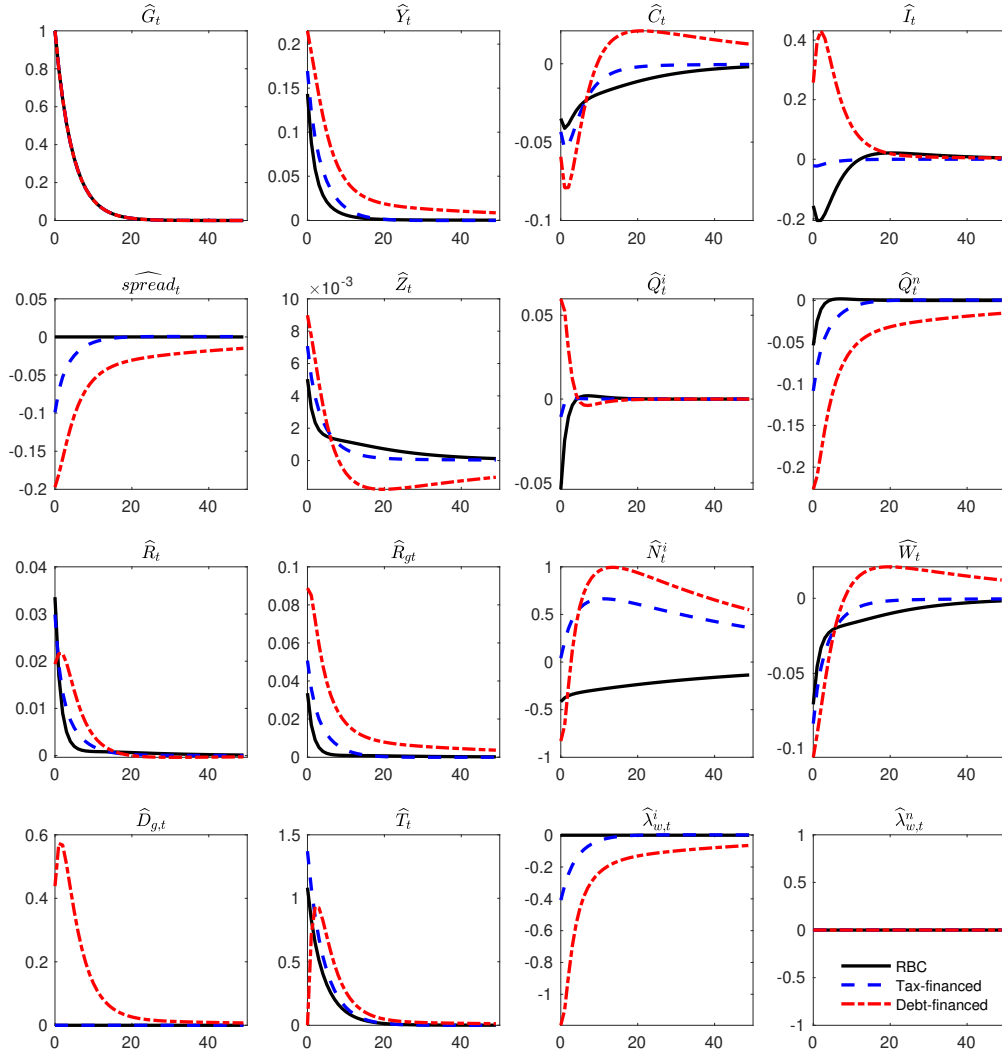 Ĝ_t
Ŷ_t
Ĉ_t
Î_t
1
0.8
0.6
0.4
0.2
0
0 20 40
0.2
0.15
0.1
0.05
0
0 20 40
0
-0.05
-0.1
0 20 40
0.4
0.2
0
-0.2
0 20 40
\widehat{spread}_t
Ẑ_t
Q̂^i_t
Q̂^n_t
0.05
0
-0.05
-0.1
-0.15
-0.2
0 20 40
×10^-3
10
8
6
4
2
0
0 20 40
0.05
0
-0.05
0 20 40
0
-0.05
-0.1
-0.15
-0.2
0 20 40
R̂_t
R̂_{gt}
N̂^i_t
Ŵ_t
0.04
0.03
0.02
0.01
0
0 20 40
0.1
0.08
0.06
0.04
0.02
0
0 20 40
1
0.5
0
-0.5
-1
0 20 40
0
-0.05
-0.1
0 20 40
D̂_{g,t}
T̂_t
λ̂^i_{w,t}
λ̂^n_{w,t}
0.6
0.4
0.2
0
0 20 40
1.5
1
0.5
0
0 20 40
0
-0.2
-0.4
-0.6
-0.8
-1
0 20 40
1
0.5
0
-0.5
-1
0 20 40
RBC
Tax-financed
Debt-financed